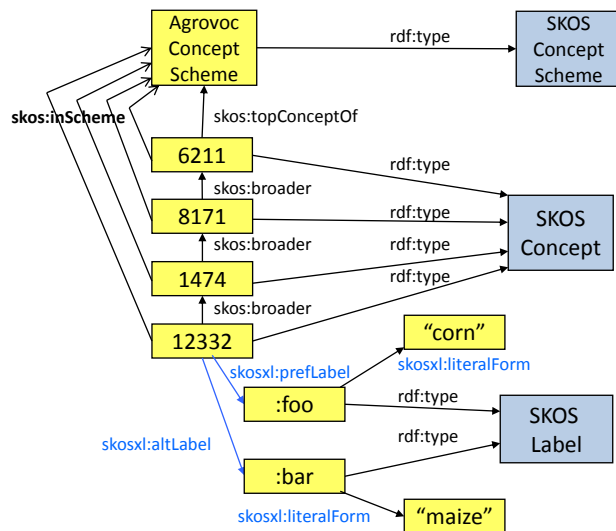 Agrovoc
Concept
Scheme
rdf:type
SKOS
Concept
Scheme
skos:inScheme
skos:topConceptOf
6211
rdf:type
skos:broader
8171
rdf:type
SKOS
Concept
skos:broader
rdf:type
1474
rdf:type
skos:broader
12332
"corn"
skosxl:prefLabel
skosxl:literalForm
:foo
rdf:type
SKOS
Label
skosxl:altLabel
rdf:type
:bar
skosxl:literalForm
"maize"